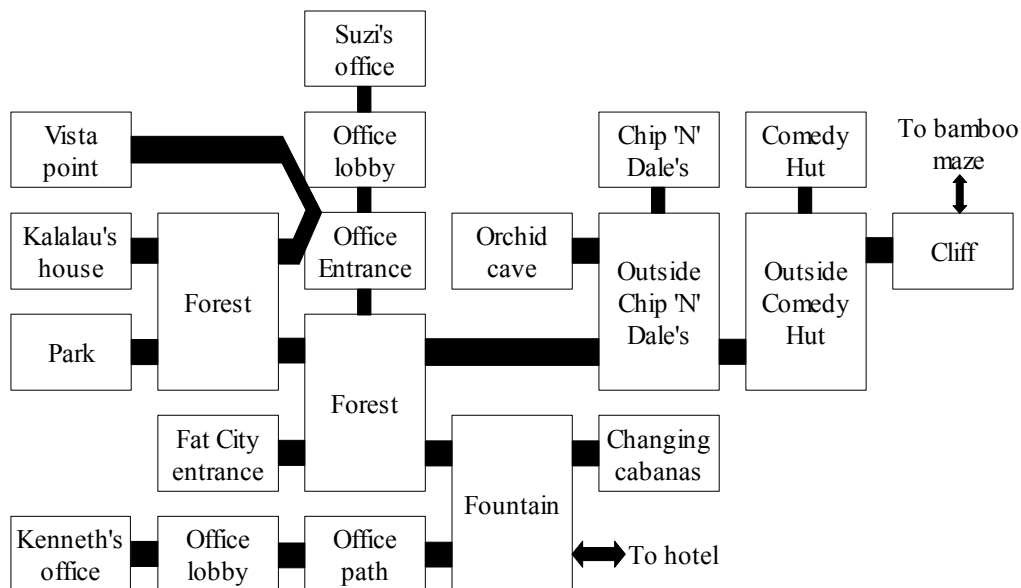 Suzi's
office
Vista
point
Office
lobby
Chip 'N'
Dale's
Comedy
Hut
To bamboo
maze
Kalalau's
house
Forest
Office
Entrance
Orchid
cave
Outside
Chip 'N'
Dale's
Outside
Comedy
Hut
Cliff
Park
Forest
Fat City
entrance
Fountain
Changing
cabanas
Kenneth's
office
Office
lobby
Office
path
To hotel